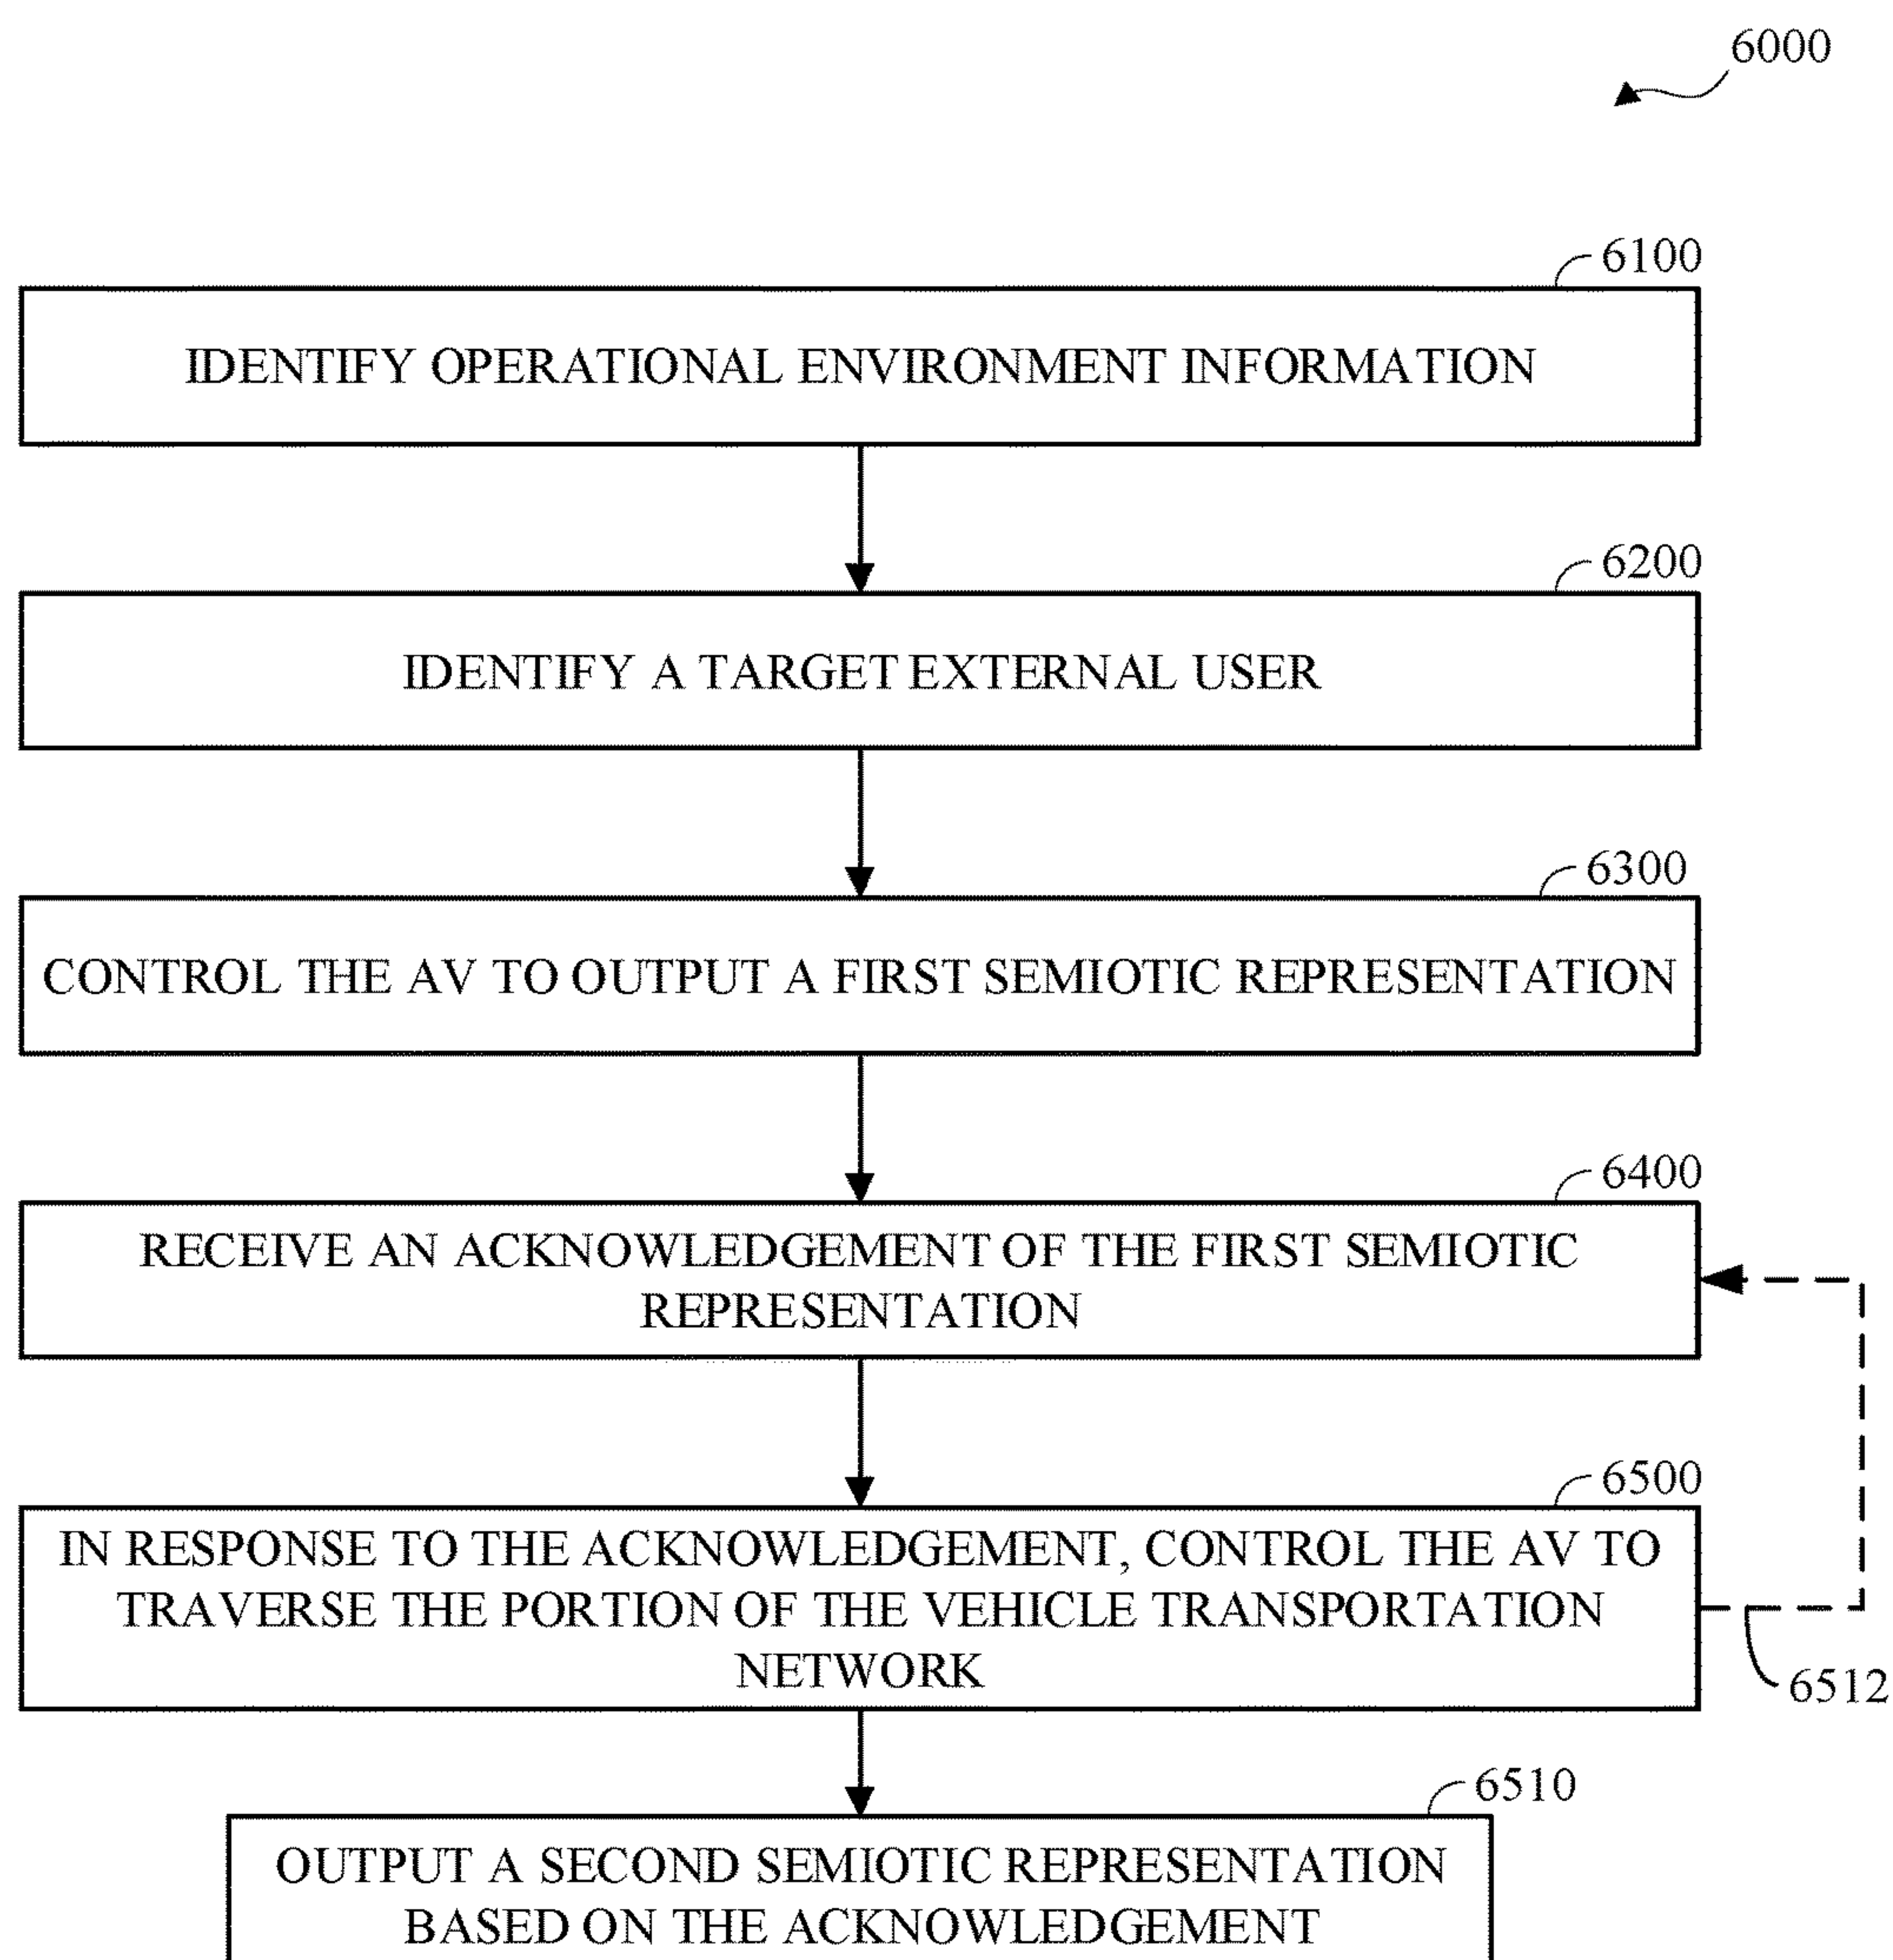 6000
6100
IDENTIFY OPERATIONAL ENVIRONMENT INFORMATION
6200
IDENTIFY A TARGET EXTERNAL USER
6300
CONTROL THE AV TO OUTPUT A FIRST SEMIOTIC REPRESENTATION
6400
RECEIVE AN ACKNOWLEDGEMENT OF THE FIRST SEMIOTIC
REPRESENTATION
6500
IN RESPONSE TO THE ACKNOWLEDGEMENT, CONTROL THE AV TO
TRAVERSE THE PORTION OF THE VEHICLE TRANSPORTATION
NETWORK
6512
6510
OUTPUT A SECOND SEMIOTIC REPRESENTATION
BASED ON THE ACKNOWLEDGEMENT